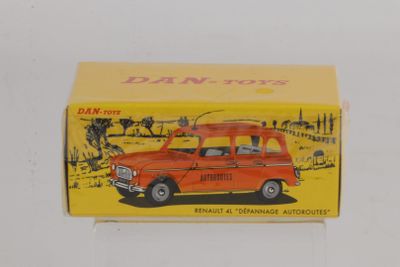 DAN-TOYS
DAN-TOYS
AUTOROUTES
RENAULT 4L "DÉPANNAGE AUTOROUTES"